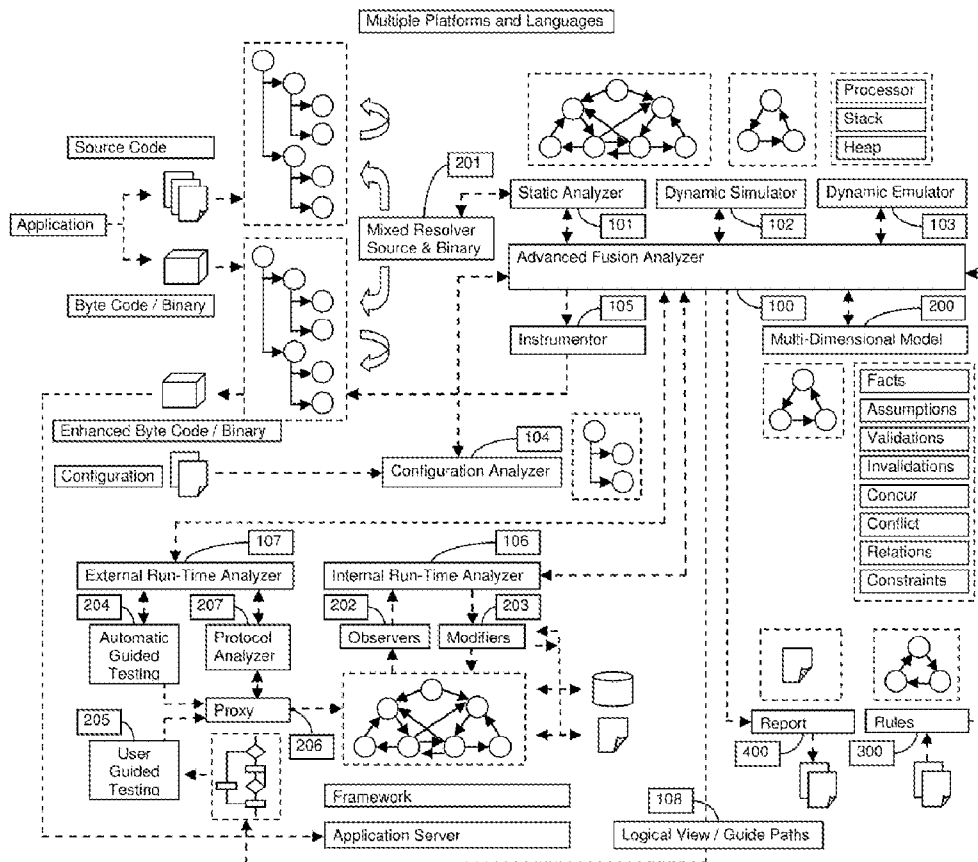 Multiple Platforms and Languages
Processor
Stack
Heap
Source Code
201
Static Analyzer
Dynamic Simulator
Dynamic Emulator
Application
Mixed Resolver
Source & Binary
101
102
103
Advanced Fusion Analyzer
Byte Code / Binary
105
100
200
Instrumentor
Multi-Dimensional Model
Facts
Assumptions
Validations
Invalidations
Concur
Conflict
Relations
Constraints
Enhanced Byte Code / Binary
104
Configuration
Configuration Analyzer
107
106
External Run-Time Analyzer
Internal Run-Time Analyzer
204
207
202
203
Automatic
Guided
Testing
Protocol
Analyzer
Observers
Modifiers
205
Proxy
206
User
Guided
Testing
Report
Rules
400
300
Framework
108
Application Server
Logical View / Guide Paths